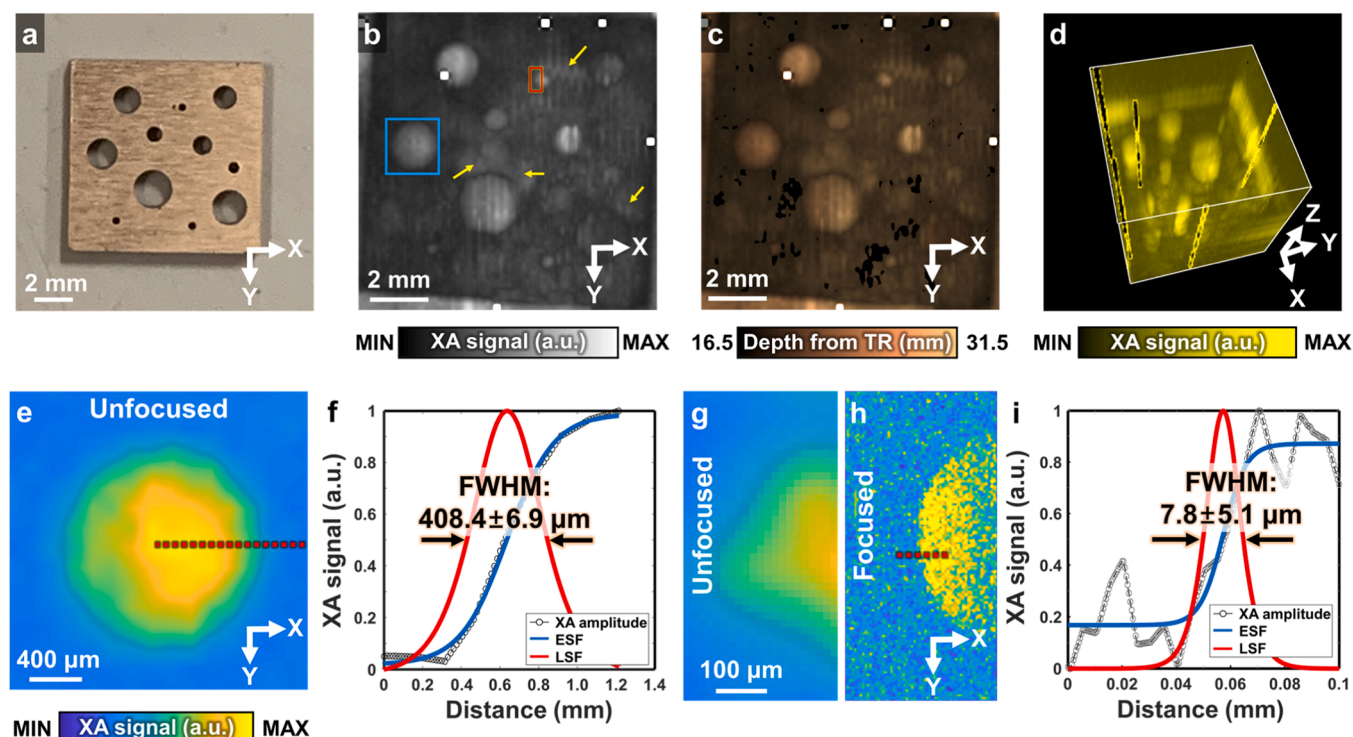 a
X
Y
2 mm
b
X
Y
2 mm
MIN XA signal (a.u.) MAX
c
X
Y
2 mm
16.5 Depth from TR (mm) 31.5
d
Z
Y
X
MIN XA signal (a.u.) MAX
e
Unfocused
X
Y
400 µm
MIN XA signal (a.u.) MAX
f
XA signal (a.u.)
1
0.8
0.6
0.4
0.2
0
FWHM:
408.4±6.9 µm
XA amplitude
ESF
LSF
0 0.2 0.4 0.6 0.8 1.0 1.2 1.4
Distance (mm)
g
Unfocused
100 µm
h
Focused
X
Y
i
XA signal (a.u.)
1
0.8
0.6
0.4
0.2
0
FWHM:
7.8±5.1 µm
XA amplitude
ESF
LSF
0 0.02 0.04 0.06 0.08 0.1
Distance (mm)